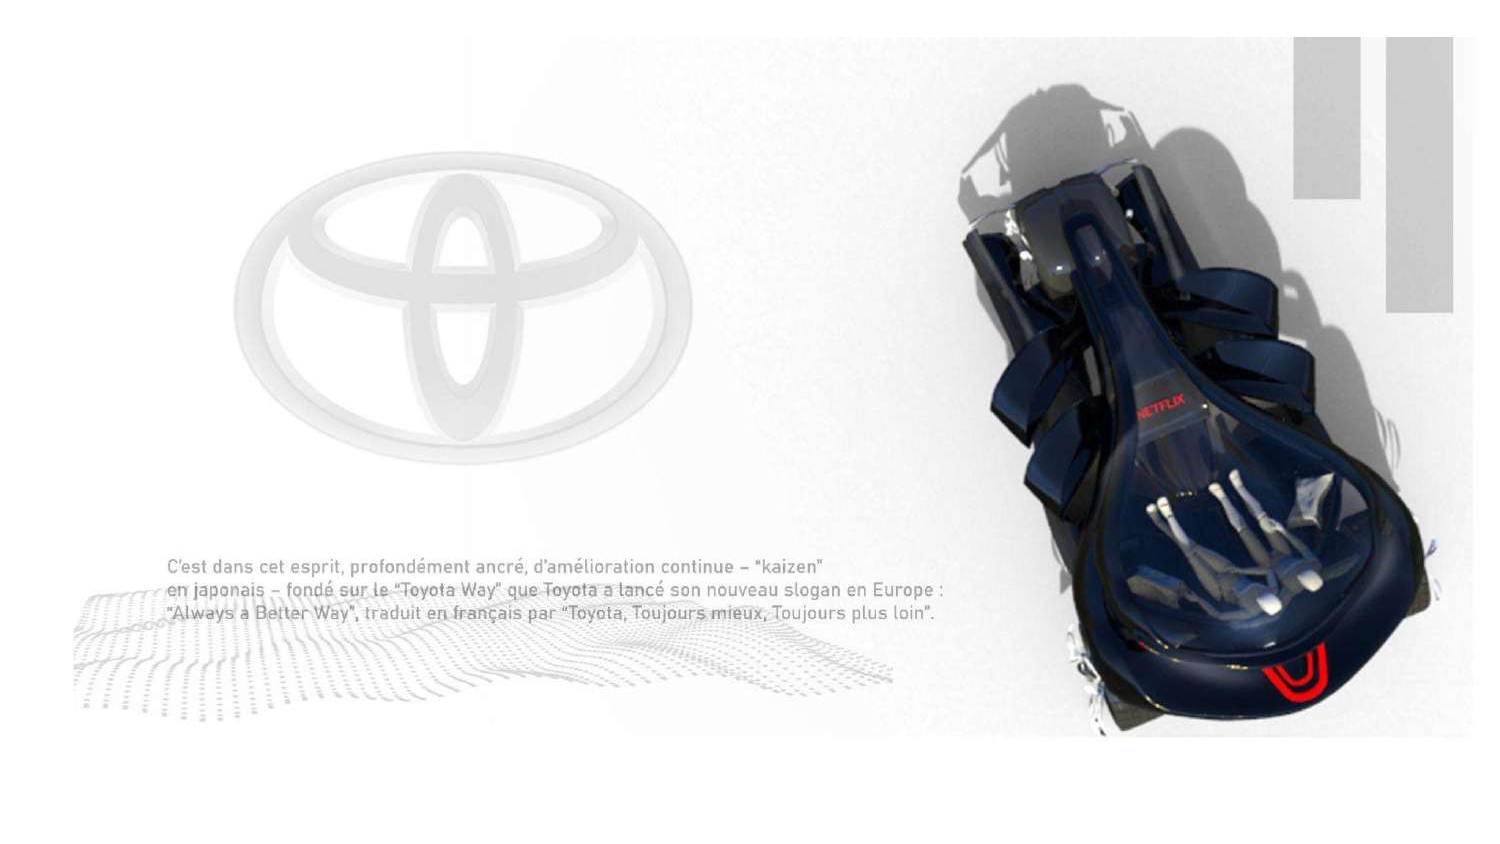 NETFLIX
C'est dans cet esprit, profondément ancré, d'amélioration continue – "kaizen"
en japonais – fondé sur le "Toyota Way" que Toyota a lancé son nouveau slogan en Europe :
"Always a Better Way", traduit en français par "Toyota, Toujours mieux, Toujours plus loin".